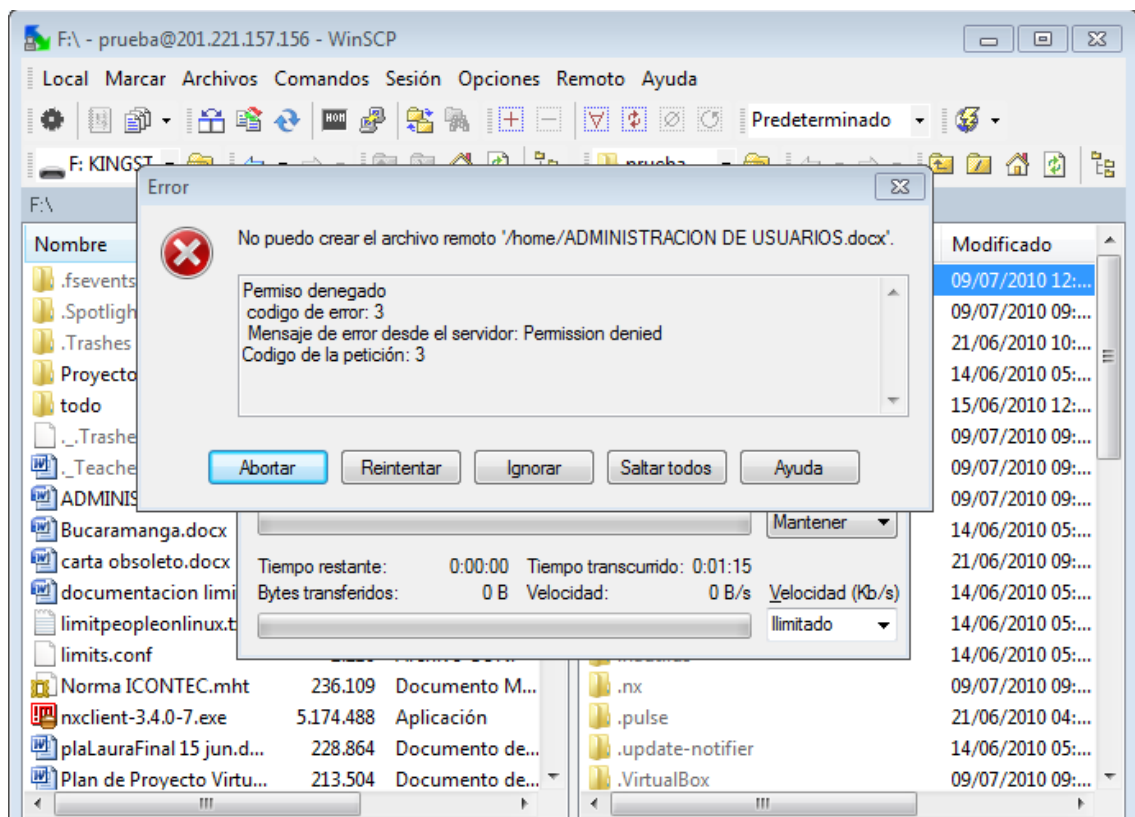 F:\ - prueba@201.221.157.156 - WinSCP
Local Marcar Archivos Comandos Sesión Opciones Remoto Ayuda
Predeterminado
F: KINGST
prueba
Error
F:\
No puedo crear el archivo remoto '/home/ADMINISTRACION DE USUARIOS.docx'.
Permiso denegado
codigo de error: 3
Mensaje de error desde el servidor: Permission denied
Codigo de la petición: 3
Abortar Reintentar Ignorar Saltar todos Ayuda
Nombre Modificado
.fsevents 09/07/2010 12:...
.Spotligh 09/07/2010 09:...
.Trashes 21/06/2010 10:...
Proyecto 14/06/2010 05:...
todo 15/06/2010 12:...
._.Trashe 09/07/2010 09:...
._Teache 09/07/2010 09:...
ADMINIS 09/07/2010 09:...
Bucaramanga.docx Mantener 14/06/2010 05:...
carta obsoleto.docx Tiempo restante: 0:00:00 Tiempo transcurrido: 0:01:15 21/06/2010 09:...
documentacion limi Bytes transferidos: 0 B Velocidad: 0 B/s Velocidad (Kb/s) 14/06/2010 05:...
limitpeopleonlinux.t Ilimitado 14/06/2010 05:...
limits.conf 14/06/2010 05:...
Norma ICONTEC.mht 236.109 Documento M... .nx 09/07/2010 09:...
nxclient-3.4.0-7.exe 5.174.488 Aplicación .pulse 21/06/2010 04:...
plaLauraFinal 15 jun.d... 228.864 Documento de... .update-notifier 14/06/2010 05:...
Plan de Proyecto Virtu... 213.504 Documento de... .VirtualBox 09/07/2010 09:...